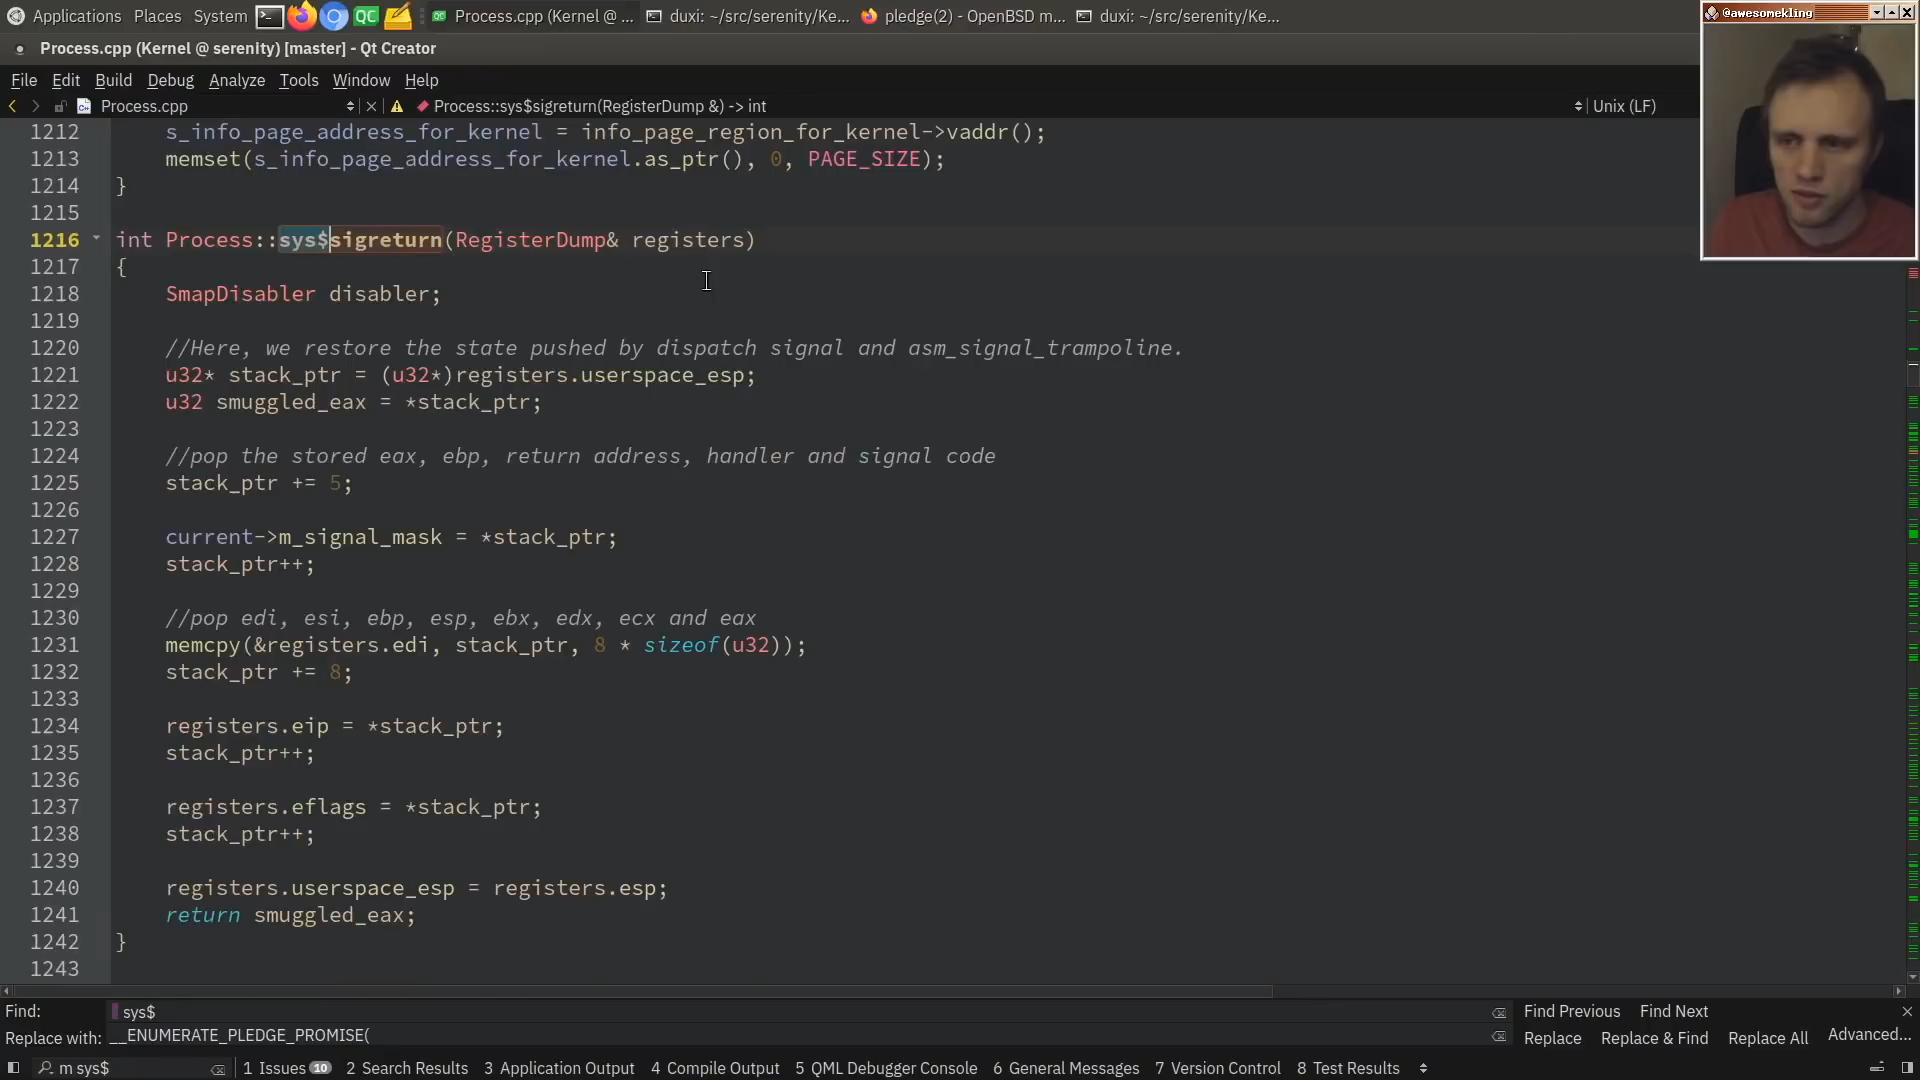 Applications Places System Process.cpp (Kernel @ ... duxi: ~/src/serenity/Ke... pledge(2) - OpenBSD m... duxi: ~/src/serenity/Ke...
@awesomekling
Process.cpp (Kernel @ serenity) [master] - Qt Creator
File Edit Build Debug Analyze Tools Window Help
Process.cpp Process::sys$sigreturn(RegisterDump &) -> int Unix (LF)
1212 s_info_page_address_for_kernel = info_page_region_for_kernel->vaddr();
1213 memset(s_info_page_address_for_kernel.as_ptr(), 0, PAGE_SIZE);
1214 }
1215
1216 int Process::sys$sigreturn(RegisterDump& registers)
1217 {
1218 SmapDisabler disabler;
1219
1220 //Here, we restore the state pushed by dispatch signal and asm_signal_trampoline.
1221 u32* stack_ptr = (u32*)registers.userspace_esp;
1222 u32 smuggled_eax = *stack_ptr;
1223
1224 //pop the stored eax, ebp, return address, handler and signal code
1225 stack_ptr += 5;
1226
1227 current->m_signal_mask = *stack_ptr;
1228 stack_ptr++;
1229
1230 //pop edi, esi, ebp, esp, ebx, edx, ecx and eax
1231 memcpy(&registers.edi, stack_ptr, 8 * sizeof(u32));
1232 stack_ptr += 8;
1233
1234 registers.eip = *stack_ptr;
1235 stack_ptr++;
1236
1237 registers.eflags = *stack_ptr;
1238 stack_ptr++;
1239
1240 registers.userspace_esp = registers.esp;
1241 return smuggled_eax;
1242 }
1243
Find: sys$ Find Previous Find Next
Replace with: __ENUMERATE_PLEDGE_PROMISE( Replace Replace & Find Replace All Advanced...
m sys$ 1 Issues 10 2 Search Results 3 Application Output 4 Compile Output 5 QML Debugger Console 6 General Messages 7 Version Control 8 Test Results